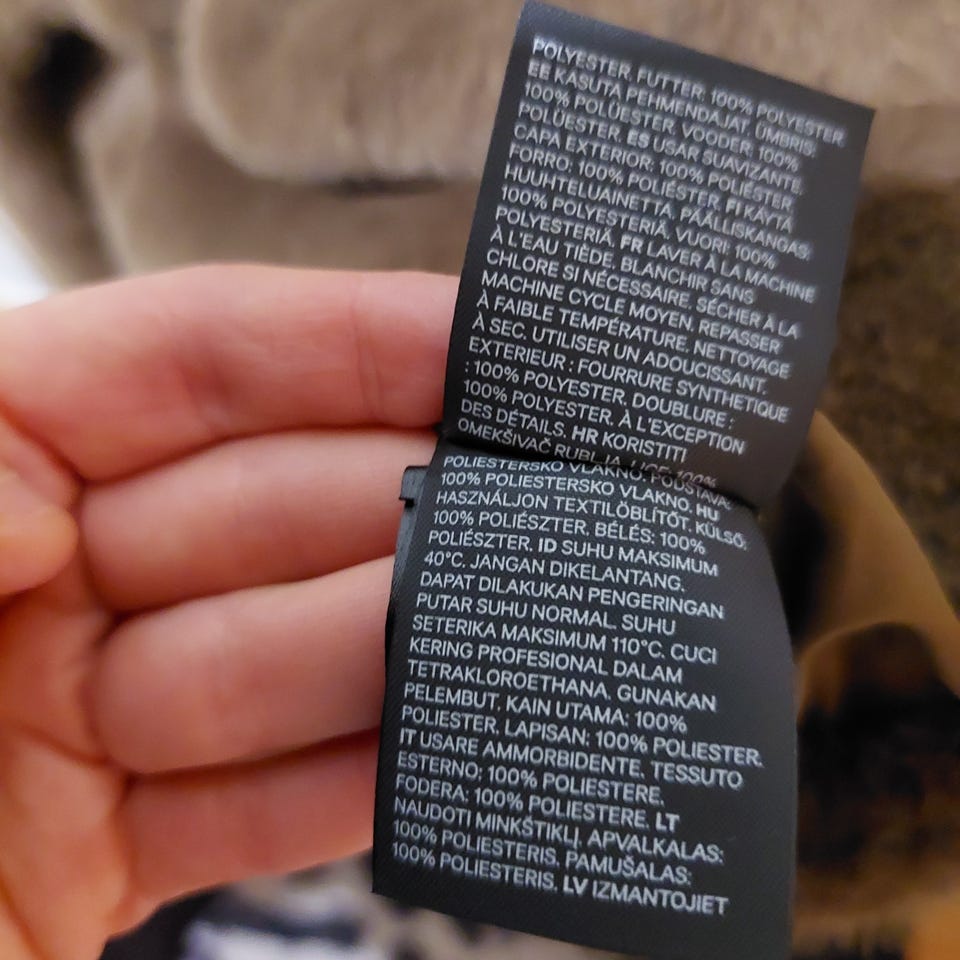 POLYESTER. FUTTER: 100% POLYESTER
EE KASUTA PEHMENDAJAT. ÜMBRIS:
100% POLÜESTER. VOODER: 100%
POLÜESTER. ES USAR SUAVIZANTE.
CAPA EXTERIOR: 100% POLIÉSTER
FORRO: 100% POLIÉSTER. FI KÄYTÄ
HUUHTELUAINETTA. PÄÄLLISKANGAS:
100% POLYESTERIÄ. VUORI 100%
POLYESTERIÄ. FR LAVER À LA MACHINE
À L'EAU TIÈDE. BLANCHIR SANS
CHLORE SI NÉCESSAIRE. SÉCHER À LA
MACHINE CYCLE MOYEN. REPASSER
À FAIBLE TEMPÉRATURE. NETTOYAGE
À SEC. UTILISER UN ADOUCISSANT.
EXTERIEUR : FOURRURE SYNTHETIQUE
: 100% POLYESTER. DOUBLURE :
100% POLYESTER. À L'EXCEPTION
DES DÉTAILS. HR KORISTITI
OMEKŠIVAČ RUBLJA. LICE: 100%
POLIESTERSKO VLAKNO. POSTAVA:
100% POLIESTERSKO VLAKNO. HU
HASZNÁLJON TEXTILÖBLÍTŐT. KÜLSŐ:
100% POLIÉSZTER. BÉLÉS: 100%
POLIÉSZTER. ID SUHU MAKSIMUM
40°C. JANGAN DIKELANTANG.
DAPAT DILAKUKAN PENGERINGAN
PUTAR SUHU NORMAL. SUHU
SETERIKA MAKSIMUM 110°C. CUCI
KERING PROFESIONAL DALAM
TETRAKLOROETHANA. GUNAKAN
PELEMBUT. KAIN UTAMA: 100%
POLIESTER. LAPISAN: 100% POLIESTER.
IT USARE AMMORBIDENTE. TESSUTO
ESTERNO: 100% POLIESTERE.
FODERA: 100% POLIESTERE. LT
NAUDOTI MINKŠTIKLĮ. APVALKALAS:
100% POLIESTERIS. PAMUŠALAS:
100% POLIESTERIS. LV IZMANTOJIET